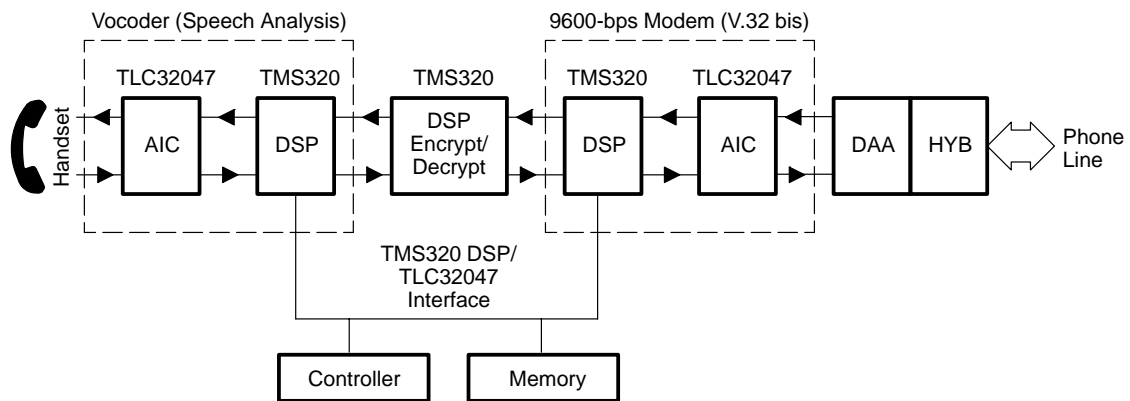 Vocoder (Speech Analysis)
9600-bps Modem (V.32 bis)
TLC32047
TMS320
TMS320
TMS320
TLC32047
Handset
AIC
DSP
DSP
Encrypt/
Decrypt
DSP
AIC
DAA
HYB
Phone
Line
TMS320 DSP/
TLC32047
Interface
Controller
Memory